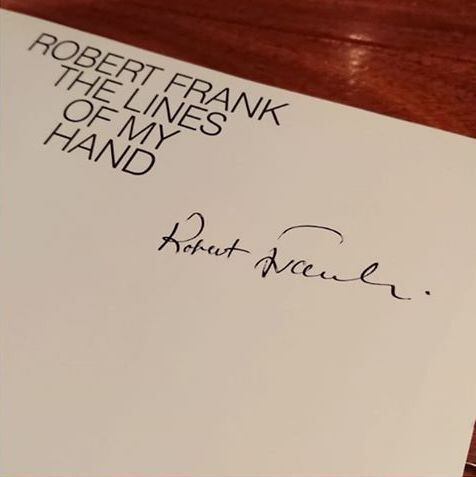 ROBERT FRANK
THE LINES
OF MY
HAND
Robert Frank.